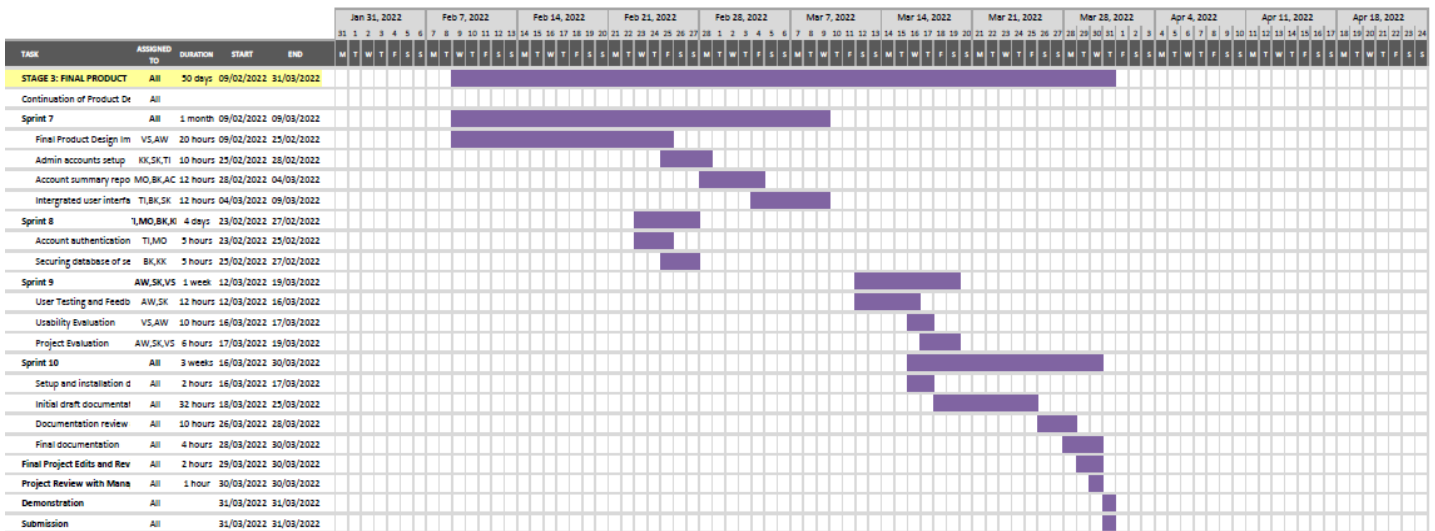 Jan 31, 2022 Feb 7, 2022 Feb 14, 2022 Feb 21, 2022 Feb 28, 2022 Mar 7, 2022 Mar 14, 2022 Mar 21, 2022 Mar 28, 2022 Apr 4, 2022 Apr 11, 2022 Apr 18, 2022
31 1 2 3 4 5 6 7 8 9 10 11 12 13 14 15 16 17 18 19 20 21 22 23 24 25 26 27 28 1 2 3 4 5 6 7 8 9 10 11 12 13 14 15 16 17 18 19 20 21 22 23 24 25 26 27 28 29 30 31 1 2 3 4 5 6 7 8 9 10 11 12 13 14 15 16 17 18 19 20 21 22 23 24
TASK ASSIGNED TO DURATION START END M T W T F S S M T W T F S S M T W T F S S M T W T F S S M T W T F S S M T W T F S S M T W T F S S M T W T F S S M T W T F S S M T W T F S S M T W T F S S M T W T F S S
STAGE 3: FINAL PRODUCT All 50 days 09/02/2022 31/03/2022
Continuation of Product De All
Sprint 7 All 1 month 09/02/2022 09/03/2022
Final Product Design Im VS,AW 20 hours 09/02/2022 25/02/2022
Admin accounts setup KK,SK,TI 10 hours 25/02/2022 28/02/2022
Account summary repo MO,BK,AC 12 hours 28/02/2022 04/03/2022
Intergrated user interfa TI,BK,SK 12 hours 04/03/2022 09/03/2022
Sprint 8 MO,BK, 4 days 23/02/2022 27/02/2022
Account authentication TI,MO 5 hours 23/02/2022 25/02/2022
Securing database of se BK,KK 5 hours 25/02/2022 27/02/2022
Sprint 9 AW,SK,VS 1 week 12/03/2022 19/03/2022
User Testing and Feedb AW,SK 12 hours 12/03/2022 16/03/2022
Usability Evaluation VS,AW 10 hours 16/03/2022 17/03/2022
Project Evaluation AW,SK,VS 6 hours 17/03/2022 19/03/2022
Sprint 10 All 3 weeks 16/03/2022 30/03/2022
Setup and installation d All 2 hours 16/03/2022 17/03/2022
Initial draft documentat All 32 hours 18/03/2022 25/03/2022
Documentation review All 10 hours 26/03/2022 28/03/2022
Final documentation All 4 hours 28/03/2022 30/03/2022
Final Project Edits and Rev All 2 hours 29/03/2022 30/03/2022
Project Review with Mana All 1 hour 30/03/2022 30/03/2022
Demonstration All 31/03/2022 31/03/2022
Submission All 31/03/2022 31/03/2022